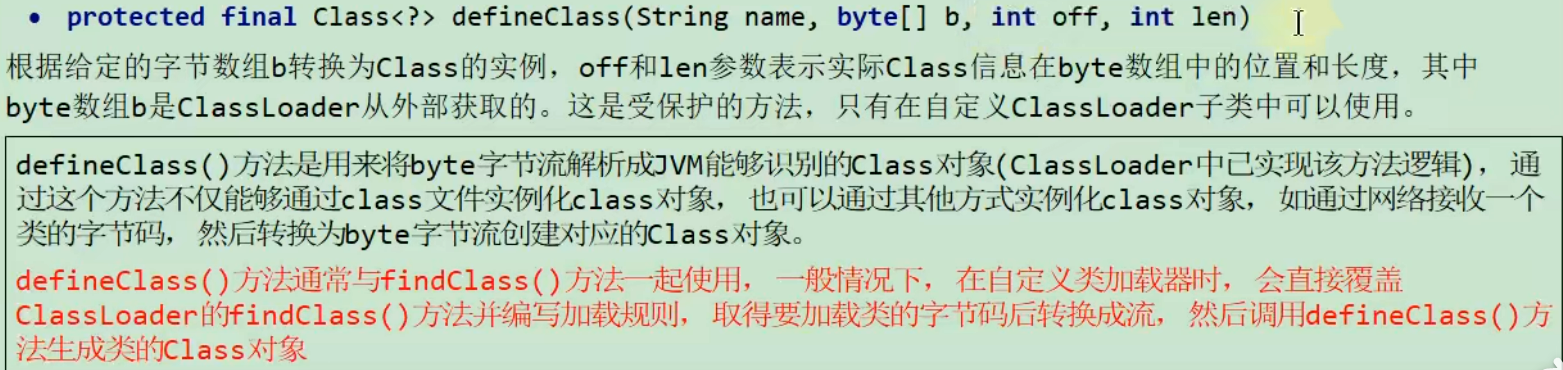 • protected final Class<?> defineClass(String name, byte[] b, int off, int len)
根据给定的字节数组b转换为Class的实例，off和len参数表示实际Class信息在byte数组中的位置和长度，其中
byte数组b是ClassLoader从外部获取的。这是受保护的方法，只有在自定义ClassLoader子类中可以使用。
defineClass()方法是用来将byte字节流解析成JVM能够识别的Class对象(ClassLoader中已实现该方法逻辑)，通
过这个方法不仅能够通过class文件实例化class对象，也可以通过其他方式实例化class对象，如通过网络接收一个
类的字节码，然后转换为byte字节流创建对应的Class对象。
defineClass()方法通常与findClass()方法一起使用，一般情况下，在自定义类加载器时，会直接覆盖
ClassLoader的findClass()方法并编写加载规则，取得要加载类的字节码后转换成流，然后调用defineClass()方
法生成类的Class对象